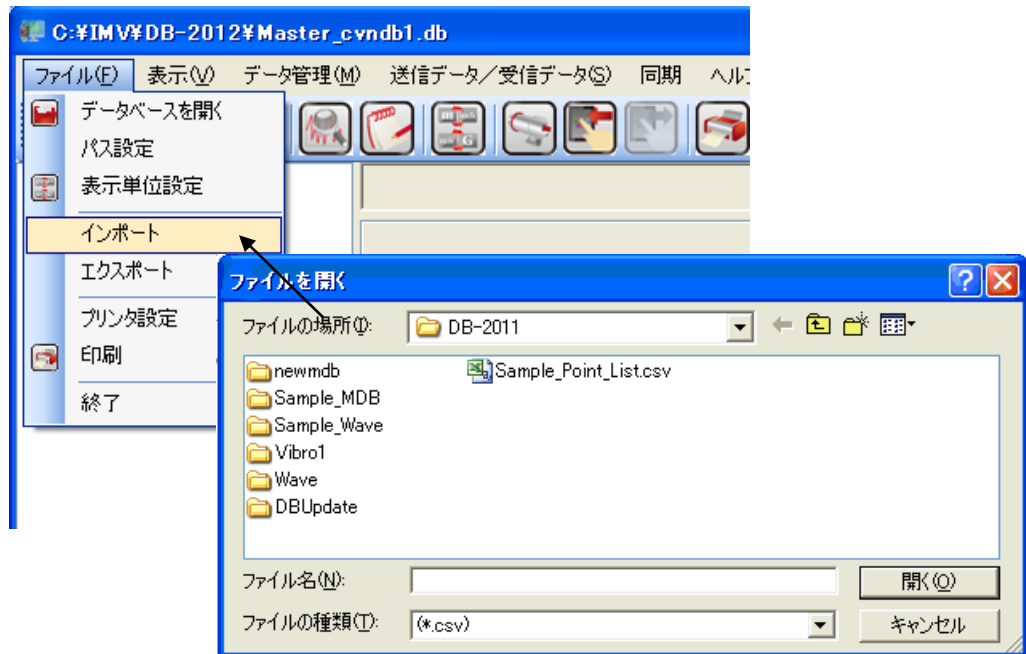 C:¥IMV¥DB-2012¥Master_cvndb1.db
ファイル(F) 表示(V) データ管理(M) 送信データ／受信データ(S) 同期
データベースを開く
パス設定
表示単位設定
インポート
エクスポート
プリンタ設定
印刷
終了
ファイルを開く
ファイルの場所(I): DB-2011
newmdb Sample_Point_List.csv
Sample_MDB
Sample_Wave
Vibro1
Wave
DBUpdate
ファイル名(N): 開く(O)
ファイルの種類(T): (*.csv) キャンセル